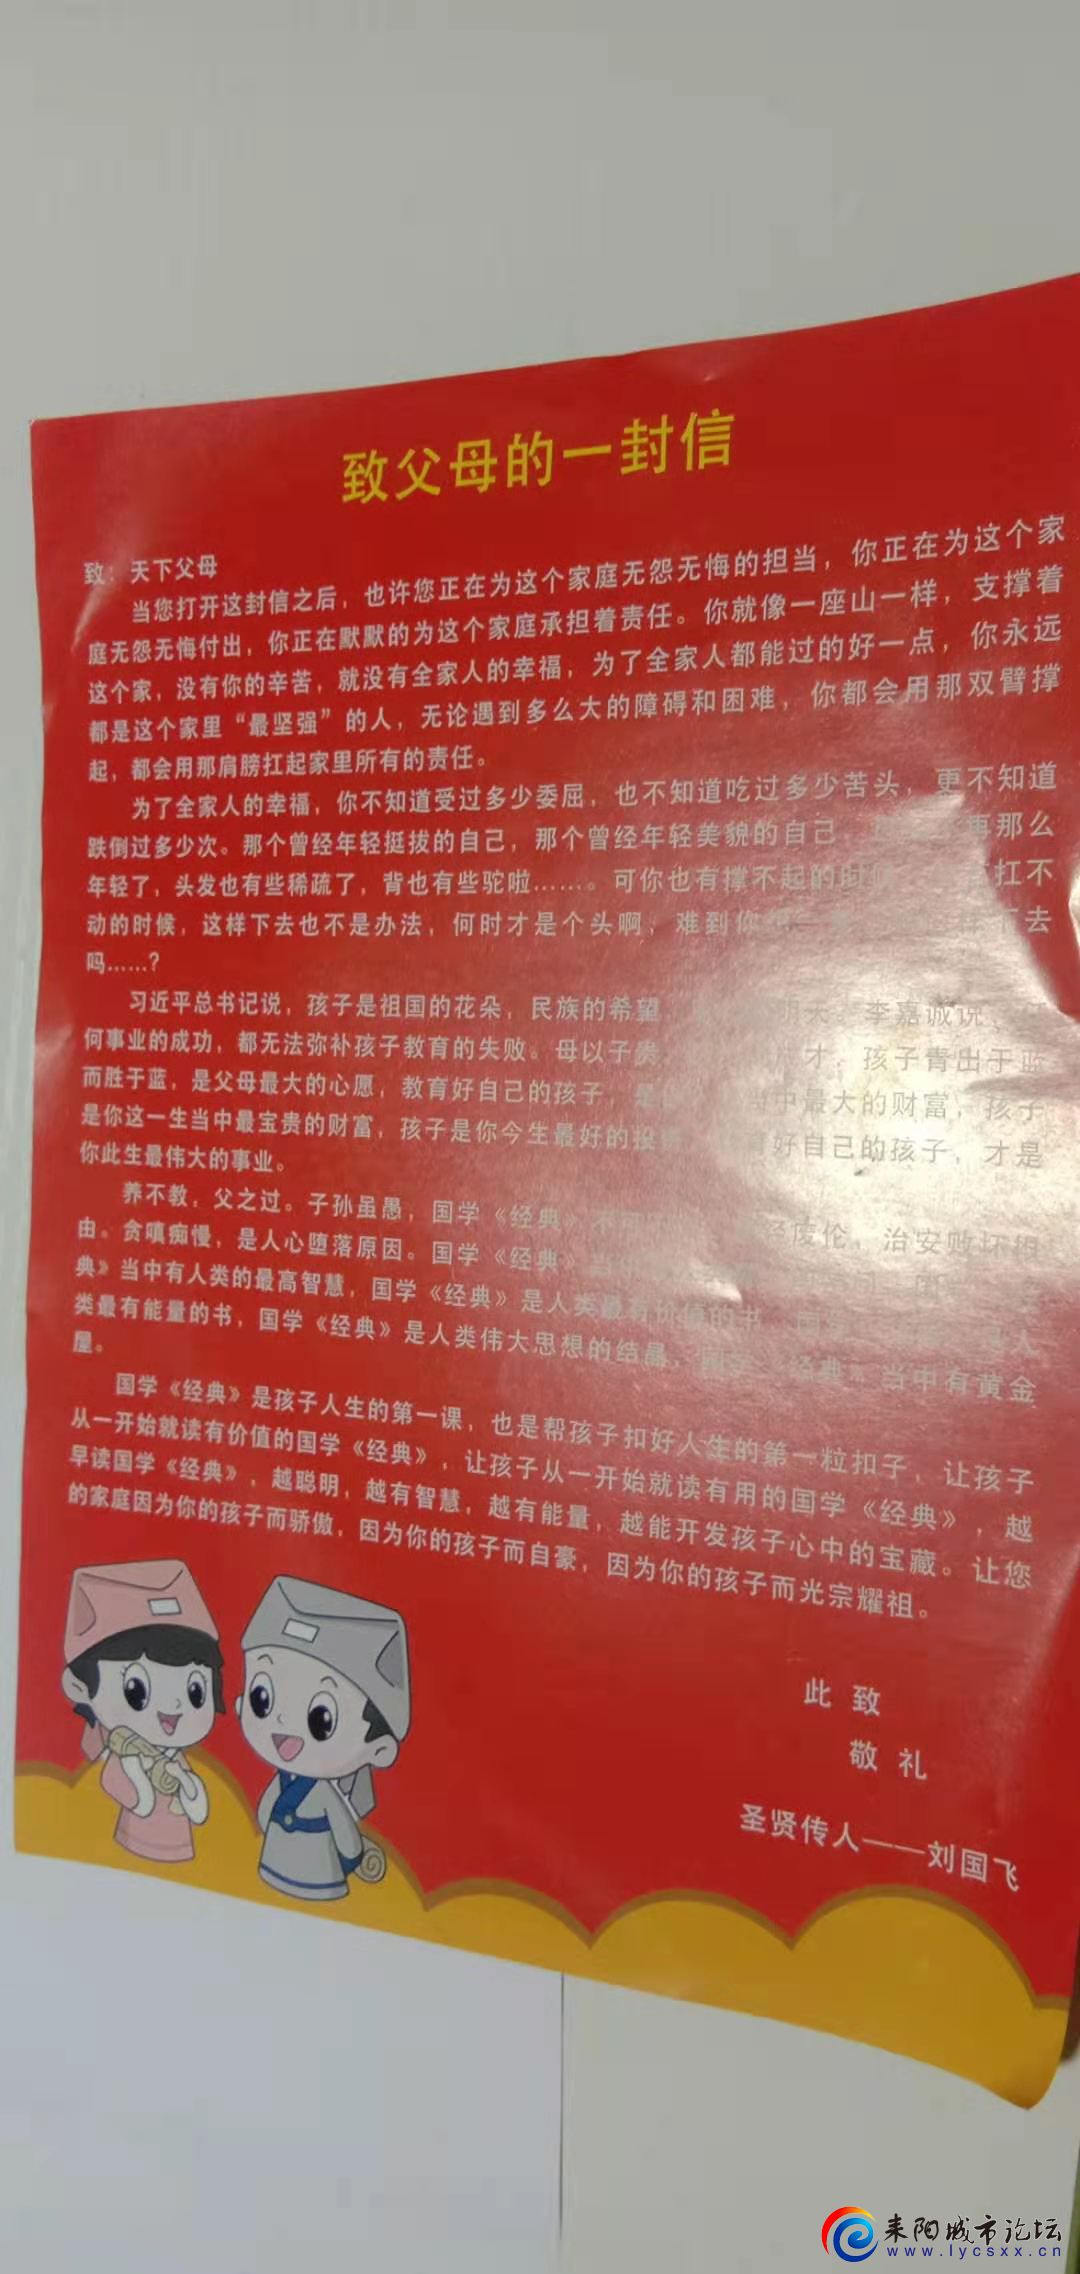 致父母的一封信
致：天下父母
当您打开这封信之后，也许您正在为这个家庭无怨无悔的担当，你正在为这个家
庭无怨无悔付出，你正在默默的为这个家庭承担着责任。你就像一座山一样，支撑着
这个家，没有你的辛苦，就没有全家人的幸福，为了全家人都能过的好一点，你永远
都是这个家里“最坚强”的人，无论遇到多么大的障碍和困难，你都会用那双臂撑
起，都会用那肩膀扛起家里所有的责任。
为了全家人的幸福，你不知道受过多少委屈，也不知道吃过多少苦头，更不知道
跌倒过多少次。那个曾经年轻挺拔的自己，那个曾经年轻美貌的自己 再那么
年轻了，头发也有些稀疏了，背也有些驼啦……。可你也有撑不起的时候 扛不
动的时候，这样下去也不是办法，何时才是个头啊，难到你 下去
吗……？
习近平总书记说，孩子是祖国的花朵，民族的希望， 明天。李嘉诚说，
何事业的成功，都无法弥补孩子教育的失败。母以子贵， 才，孩子青出于蓝
而胜于蓝，是父母最大的心愿，教育好自己的孩子，是 当中最大的财富，孩子
是你这一生当中最宝贵的财富，孩子是你今生最好的投 好自己的孩子，才是
你此生最伟大的事业。
养不教，父之过。子孙虽愚，国学《经典》不 废伦，治安败坏相
由。贪嗔痴慢，是人心堕落原因。国学《经典》
典》当中有人类的最高智慧，国学《经典》是人类最有价值的书， 人
类最有能量的书，国学《经典》是人类伟大思想的结晶，国学《经典》当中有黄金
屋。
国学《经典》是孩子人生的第一课，也是帮孩子扣好人生的第一粒扣子，让孩子
从一开始就读有价值的国学《经典》，让孩子从一开始就读有用的国学《经典》，越
早读国学《经典》，越聪明，越有智慧，越有能量，越能开发孩子心中的宝藏。让您
的家庭因为你的孩子而骄傲，因为你的孩子而自豪，因为你的孩子而光宗耀祖。
此致
敬礼
圣贤传人——刘国飞
耒阳城市论坛
www.lycsxx.cn